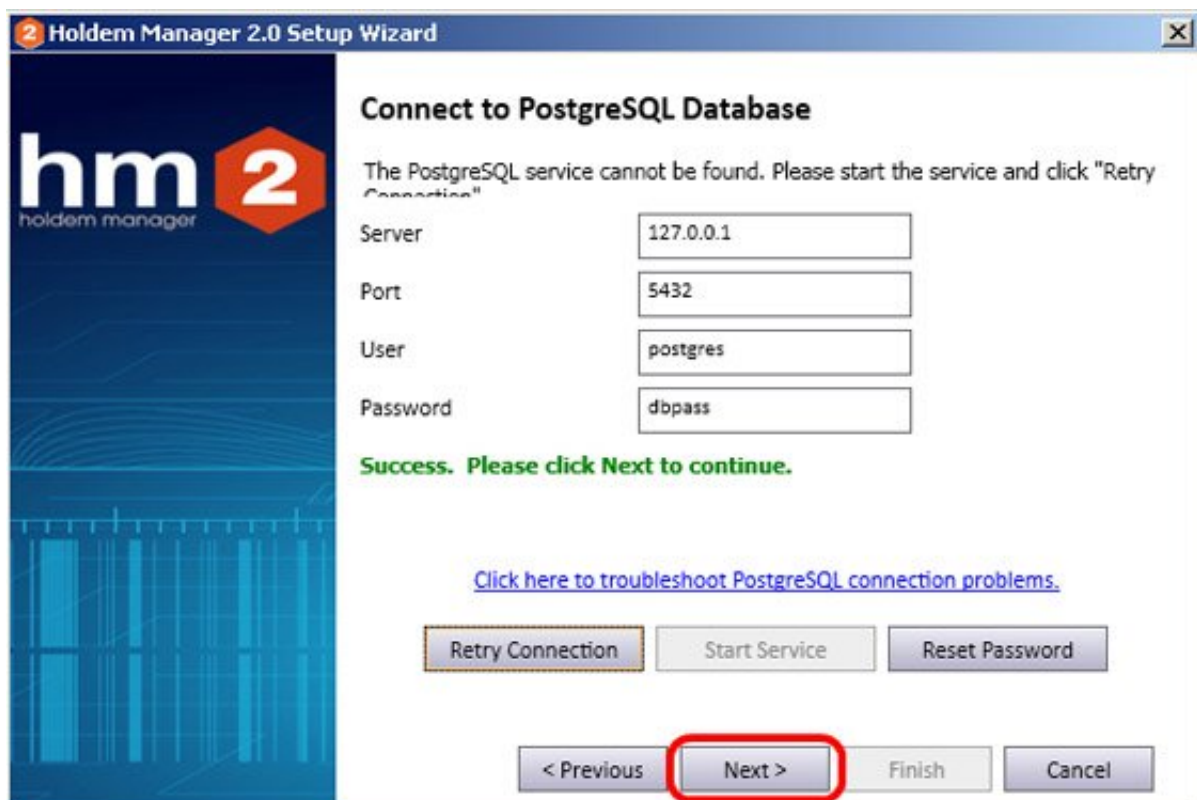 2 Holdem Manager 2.0 Setup Wizard
hm 2
holdem manager
Connect to PostgreSQL Database
The PostgreSQL service cannot be found. Please start the service and click "Retry
Connection"
Server 127.0.0.1
Port 5432
User postgres
Password dbpass
Success. Please click Next to continue.
Click here to troubleshoot PostgreSQL connection problems.
Retry Connection Start Service Reset Password
< Previous Next > Finish Cancel